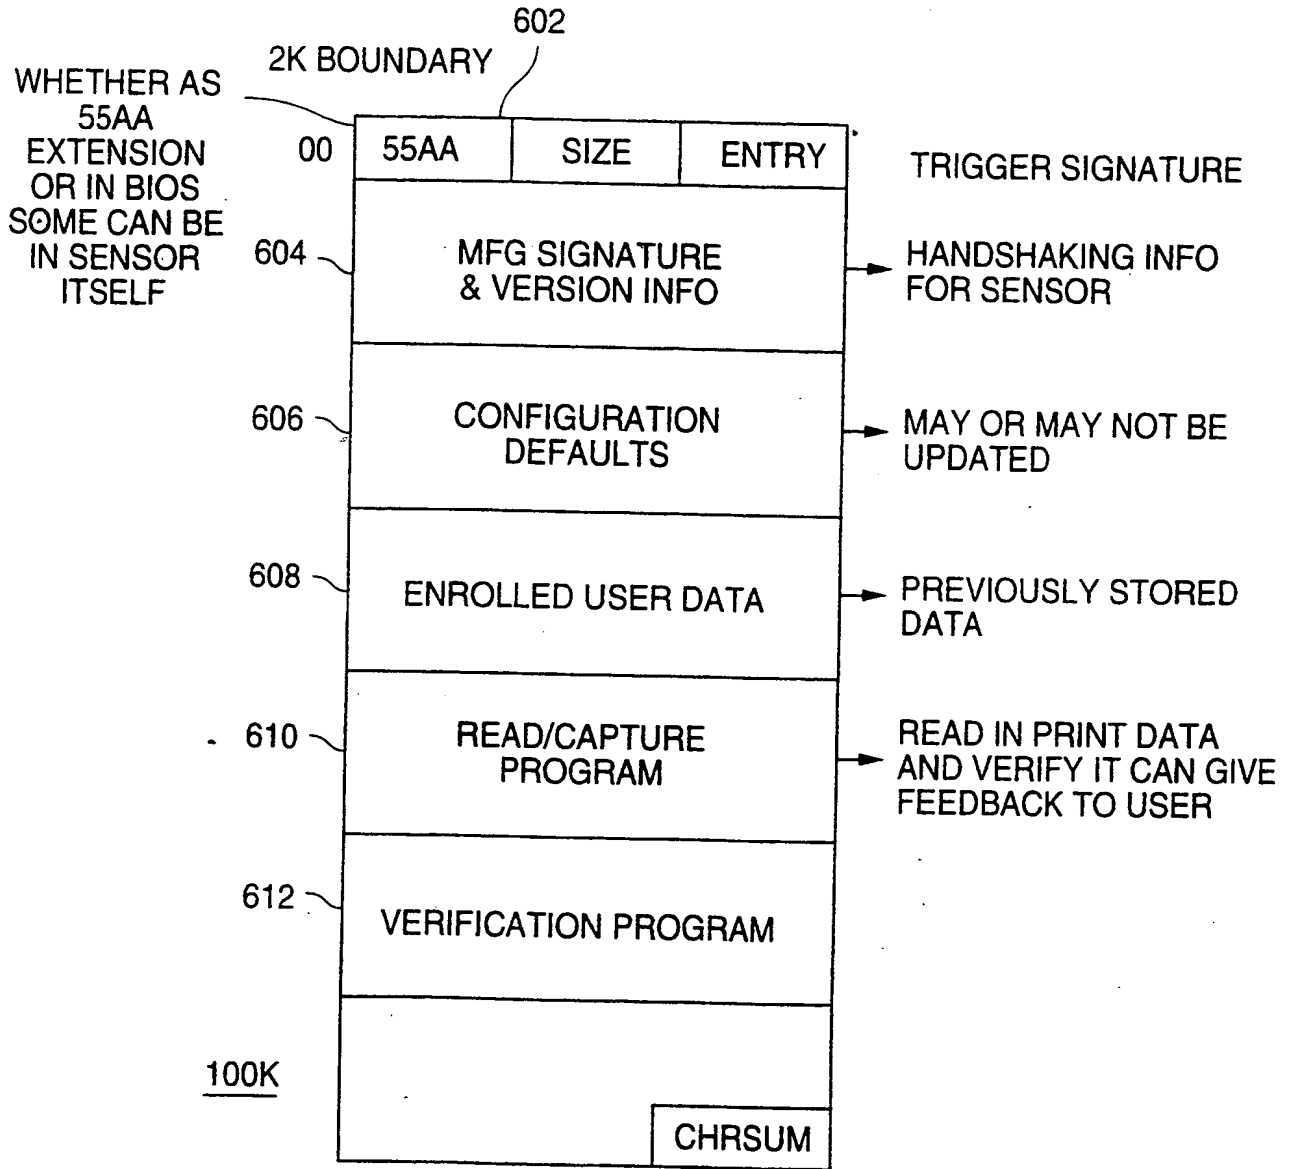 602
2K BOUNDARY
WHETHER AS
55AA
EXTENSION
OR IN BIOS
SOME CAN BE
IN SENSOR
ITSELF
00
55AA
SIZE
ENTRY
TRIGGER SIGNATURE
604
MFG SIGNATURE
& VERSION INFO
HANDSHAKING INFO
FOR SENSOR
606
CONFIGURATION
DEFAULTS
MAY OR MAY NOT BE
UPDATED
608
ENROLLED USER DATA
PREVIOUSLY STORED
DATA
610
READ/CAPTURE
PROGRAM
READ IN PRINT DATA
AND VERIFY IT CAN GIVE
FEEDBACK TO USER
612
VERIFICATION PROGRAM
100K
CHRSUM